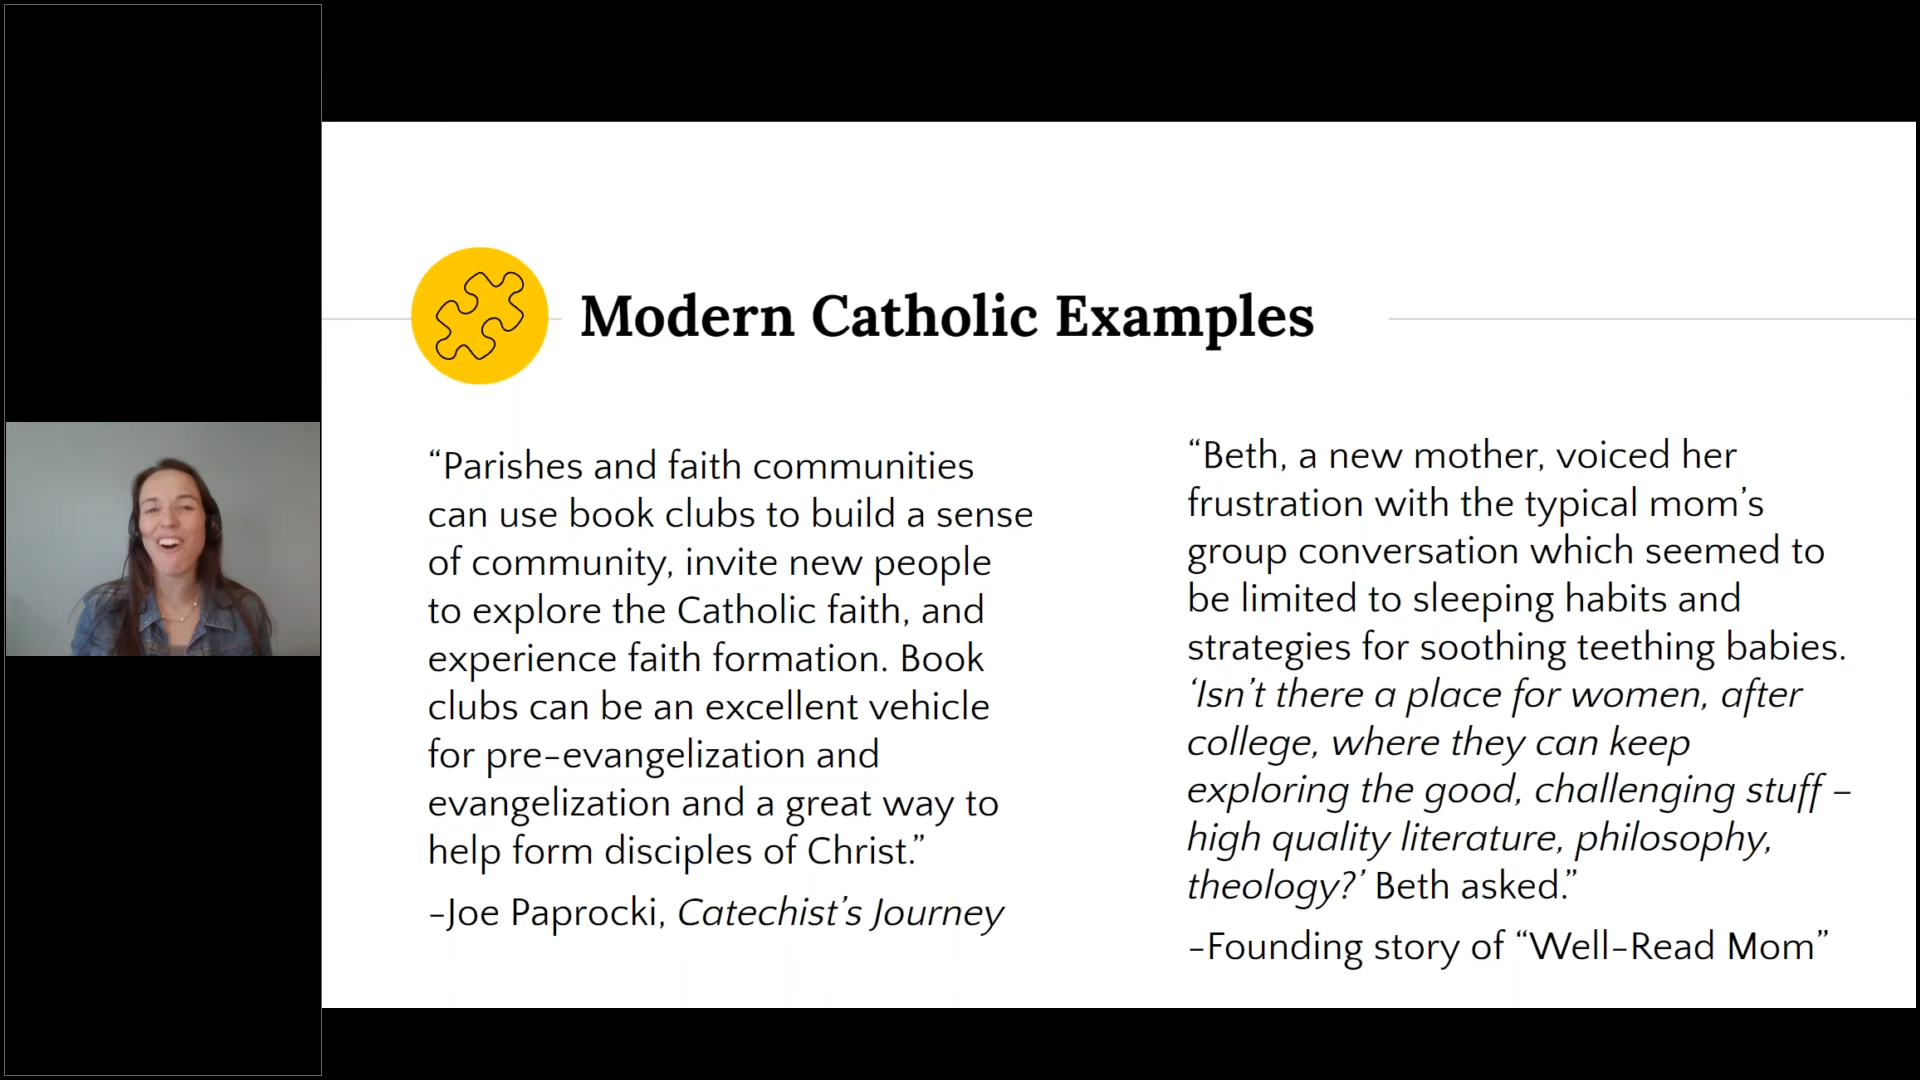 Modern Catholic Examples
“Parishes and faith communities
can use book clubs to build a sense
of community, invite new people
to explore the Catholic faith, and
experience faith formation. Book
clubs can be an excellent vehicle
for pre-evangelization and
evangelization and a great way to
help form disciples of Christ.”
-Joe Paprocki, Catechist’s Journey
“Beth, a new mother, voiced her
frustration with the typical mom’s
group conversation which seemed to
be limited to sleeping habits and
strategies for soothing teething babies.
‘Isn’t there a place for women, after
college, where they can keep
exploring the good, challenging stuff –
high quality literature, philosophy,
theology?’ Beth asked.”
-Founding story of “Well-Read Mom”